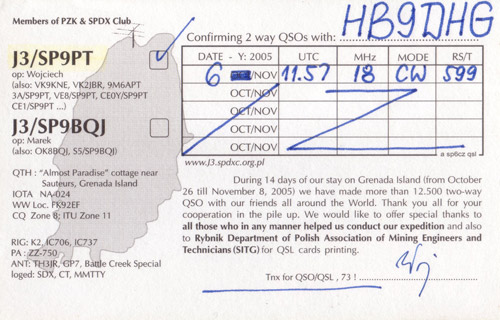 Members of PZK & SPDX Club
Confirming 2 way QSO with: HB9DHG
J3/SP9PT
op: Wojciech
(also: VK9KNE, VK2JBR, 9M6APT
3A/SP9PT, VE8/SP9PT, CE0Y/SP9PT
CE1/SP9PT ...)
J3/SP9BQJ
op: Marek
(also: OK8BQJ, 5S/SP9BQJ)
DATE - Y: 2005 UTC MHz MODE RS/T
6 /NOV 11.57 18 CW 599
OCT/NOV
OCT/NOV
OCT/NOV
OCT/NOV
www.J3.spdxc.org.pl
a sp6cz qsl
QTH : "Almost Paradise" cottage near
Sauteurs, Grenada Island
IOTA NA-024
WW Loc. FK92EF
CQ Zone 8; ITU Zone 11
RIG: K2, IC706, IC737
PA : ZZ-750
ANT: TH3JR, GP7, Battle Creek Special
loged: SDX, CT, MMTTY
During 14 days of our stay on Grenada Island (from October
26 till November 8, 2005) we have made more than 12.500 two-way
QSO with our friends all around the World. Thank you all for your
cooperation in the pile up. We would like to offer special thanks to
all those who in any manner helped us conduct our expedition and also
to Rybnik Department of Polish Association of Mining Engineers and
Technicians (SITG) for QSL cards printing.
Tnx for QSO/QSL , 73 !